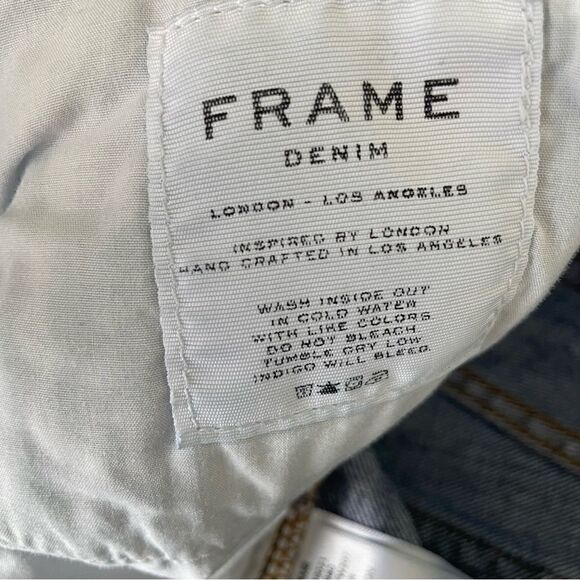 FRAME
DENIM
LONDON - LOS ANGELES
INSPIRED BY LONDON
HAND CRAFTED IN LOS ANGELES
WASH INSIDE OUT
IN COLD WATER
WITH LIKE COLORS
DO NOT BLEACH.
TUMBLE DRY LOW
INDIGO WILL BLEED.